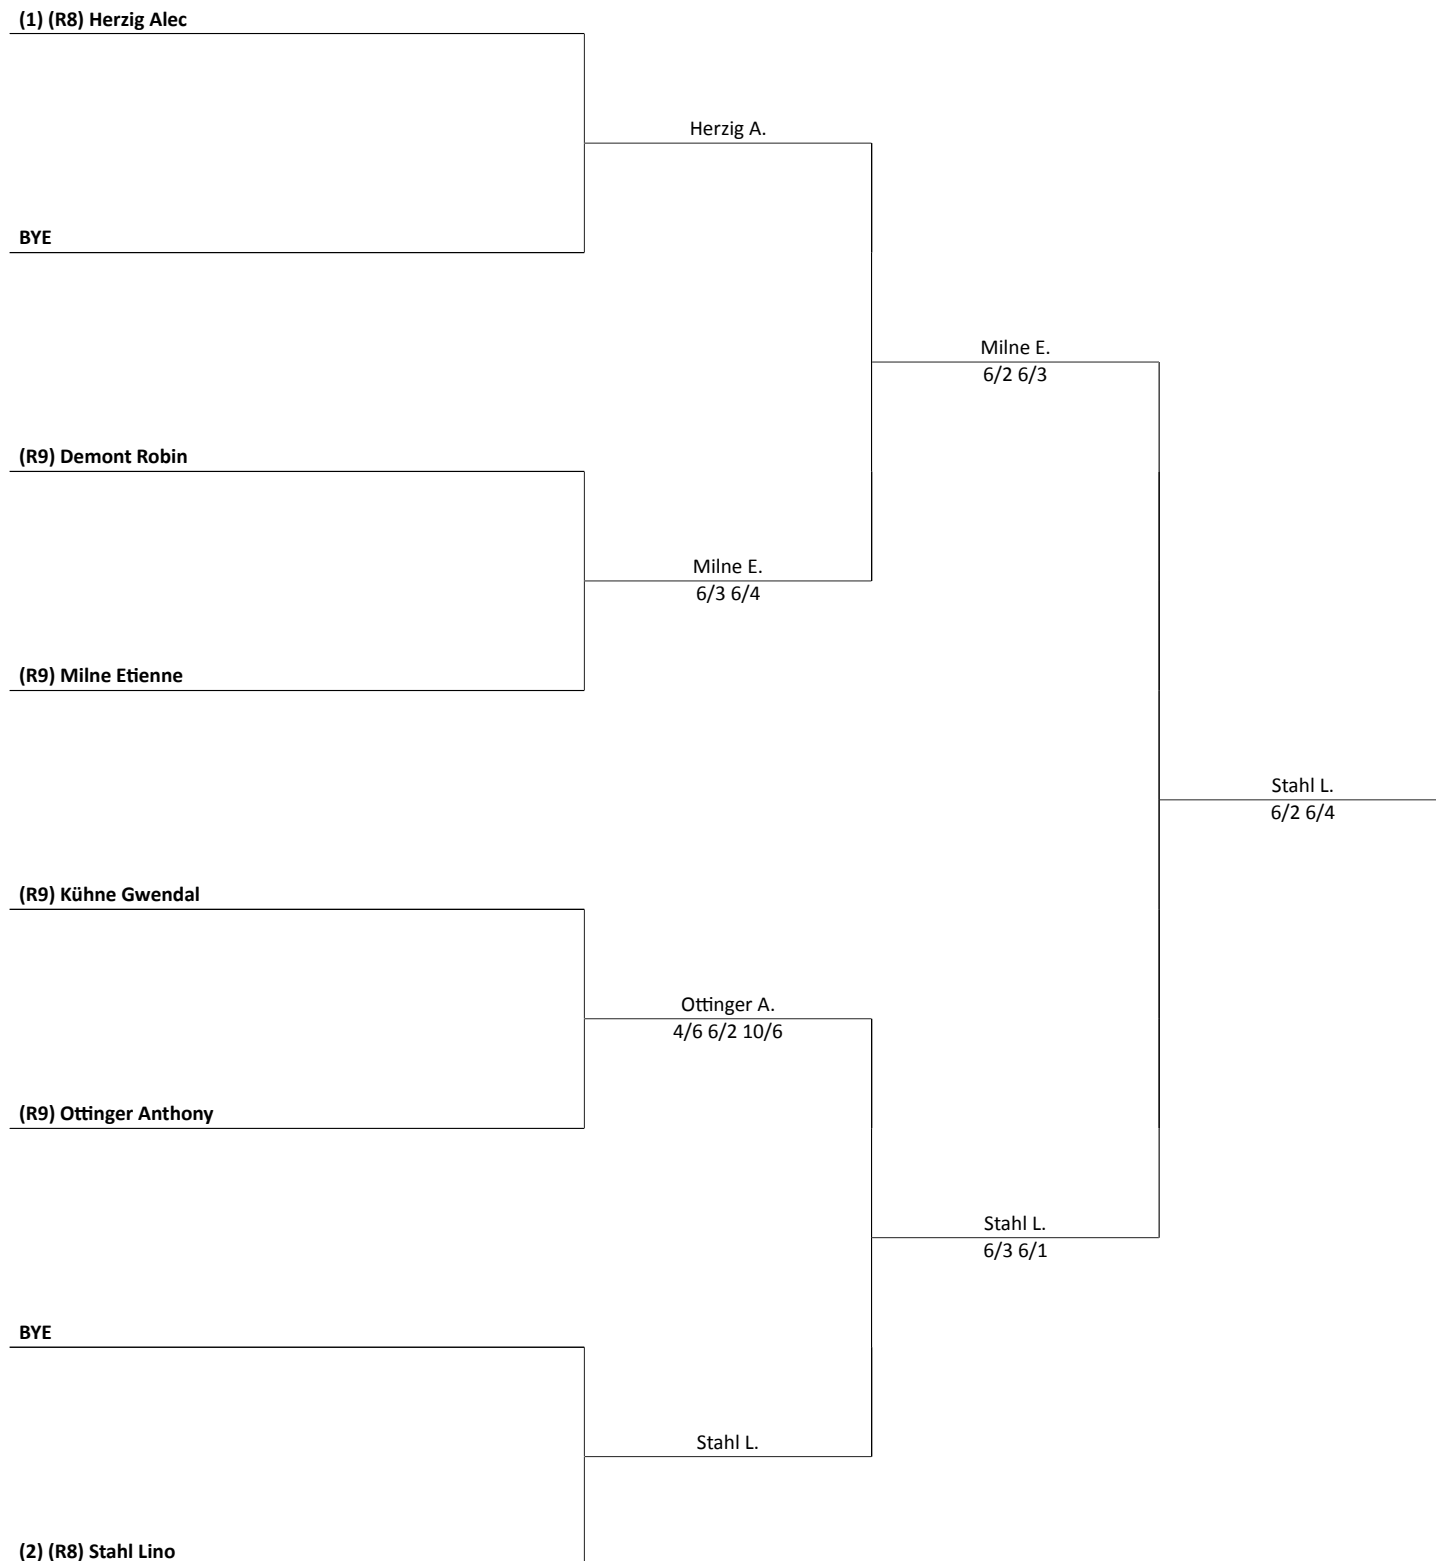 (1) (R8) Herzig Alec
Herzig A.
BYE
Milne E.
6/2 6/3
(R9) Demont Robin
Milne E.
6/3 6/4
(R9) Milne Etienne
Stahl L.
6/2 6/4
(R9) Kühne Gwendal
Ottinger A.
4/6 6/2 10/6
(R9) Ottinger Anthony
Stahl L.
6/3 6/1
BYE
Stahl L.
(2) (R8) Stahl Lino